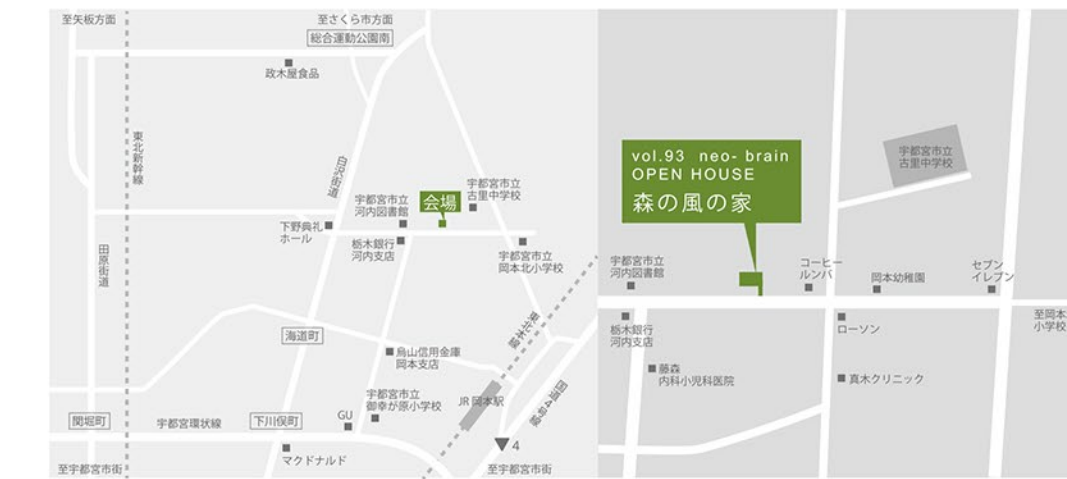 至矢板方面
至さくら市方面
総合運動公園南
政木屋食品
東北新幹線
白沢街道
宇都宮市立
河内図書館
会場
宇都宮市立
古里中学校
下野典礼
ホール
栃木銀行
河内支店
宇都宮市立
岡本北小学校
田原街道
海道町
東北本線
烏山信用金庫
岡本支店
宇都宮市立
御幸が原小学校
JR 岡本駅
国道4号線
関堀町
宇都宮環状線
下川俣町
GU
マクドナルド
4
至宇都宮市街
至宇都宮市街
宇都宮市立
古里中学校
vol.93 neo- brain
OPEN HOUSE
森の風の家
宇都宮市立
河内図書館
コーヒー
ルンバ
岡本幼稚園
セブン
イレブン
栃木銀行
河内支店
ローソン
至岡本
小学校
藤森
内科小児科医院
真木クリニック